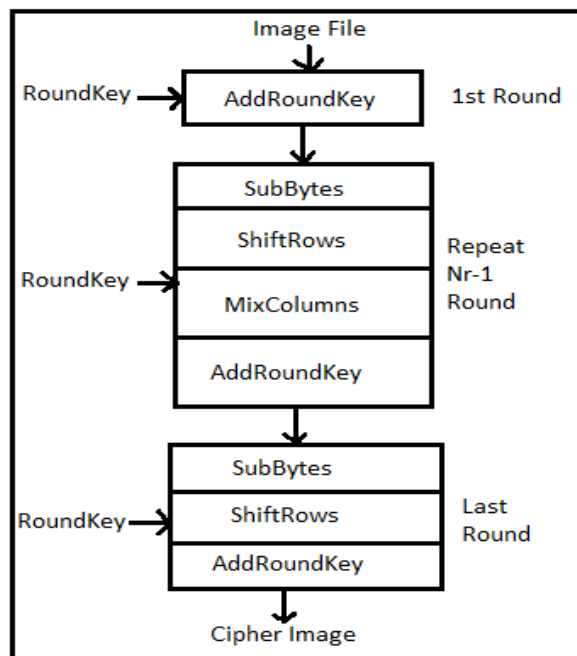 Image File
RoundKey
AddRoundKey
1st Round
SubBytes
ShiftRows
RoundKey
MixColumns
AddRoundKey
Repeat
Nr-1
Round
SubBytes
RoundKey
ShiftRows
AddRoundKey
Last
Round
Cipher Image